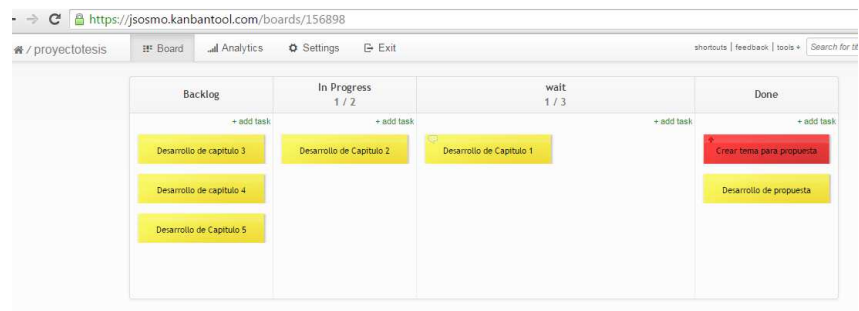 https://jsosmo.kanbantool.com/boards/156898
/ proyectotesis Board Analytics Settings Exit shortcuts | feedback | tools + Search for tit
Backlog In Progress wait Done
1 / 2 1 / 3
+ add task + add task + add task + add task
Desarrollo de capitulo 3 Desarrollo de Capitulo 2 Desarrollo de Capitulo 1 Crear tema para propuesta
Desarrollo de capitulo 4 Desarrollo de propuesta
Desarrollo de Capitulo 5